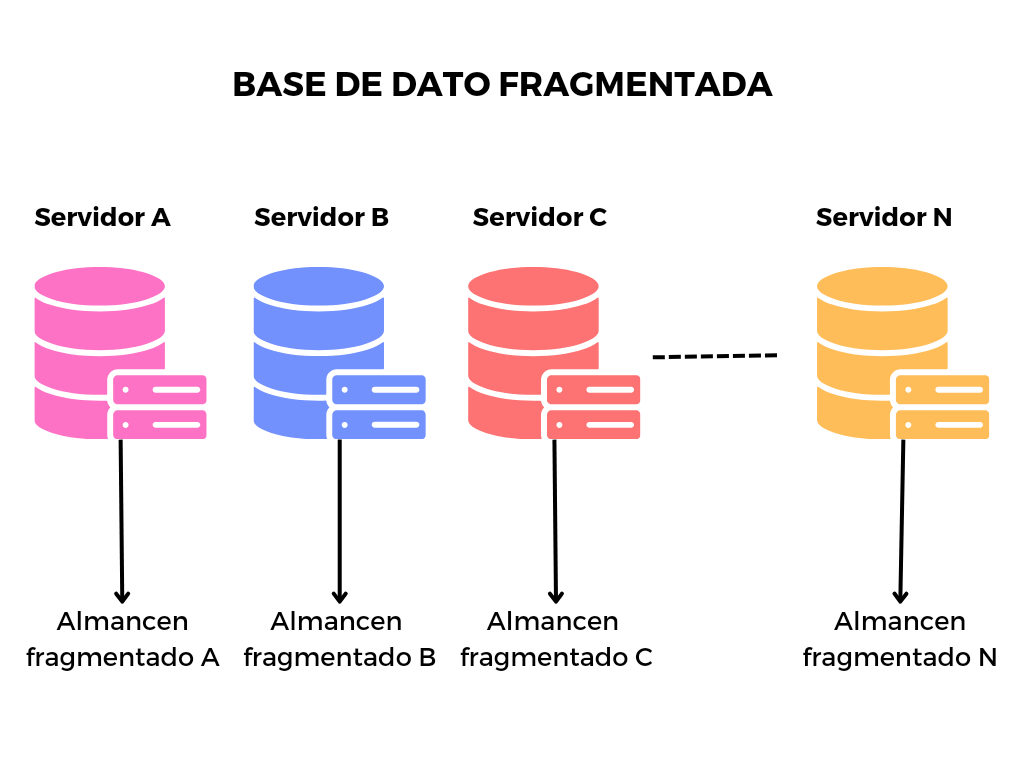 BASE DE DATO FRAGMENTADA
Servidor A
Servidor B
Servidor C
Servidor N
Almancen
fragmentado A
Almancen
fragmentado B
Almancen
fragmentado C
Almancen
fragmentado N